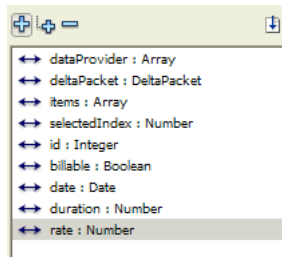 dataProvider : Array
deltaPacket : DeltaPacket
items : Array
selectedIndex : Number
id : Integer
billable : Boolean
date : Date
duration : Number
rate : Number